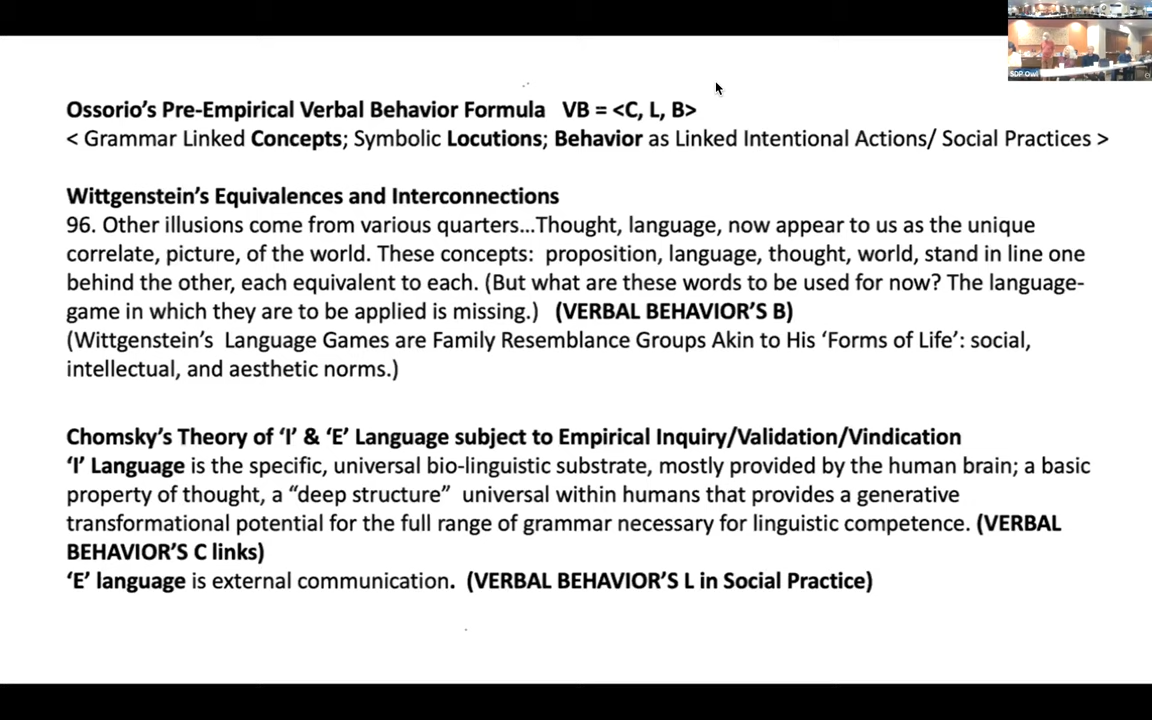 SDP Owl
Ossorio's Pre-Empirical Verbal Behavior Formula VB = <C, L, B>
< Grammar Linked Concepts; Symbolic Locutions; Behavior as Linked Intentional Actions/ Social Practices >
Wittgenstein's Equivalences and Interconnections
96. Other illusions come from various quarters...Thought, language, now appear to us as the unique
correlate, picture, of the world. These concepts: proposition, language, thought, world, stand in line one
behind the other, each equivalent to each. (But what are these words to be used for now? The language-
game in which they are to be applied is missing.) (VERBAL BEHAVIOR'S B)
(Wittgenstein's Language Games are Family Resemblance Groups Akin to His 'Forms of Life': social,
intellectual, and aesthetic norms.)
Chomsky's Theory of 'I' & 'E' Language subject to Empirical Inquiry/Validation/Vindication
'I' Language is the specific, universal bio-linguistic substrate, mostly provided by the human brain; a basic
property of thought, a "deep structure" universal within humans that provides a generative
transformational potential for the full range of grammar necessary for linguistic competence. (VERBAL
BEHAVIOR'S C links)
'E' language is external communication. (VERBAL BEHAVIOR'S L in Social Practice)